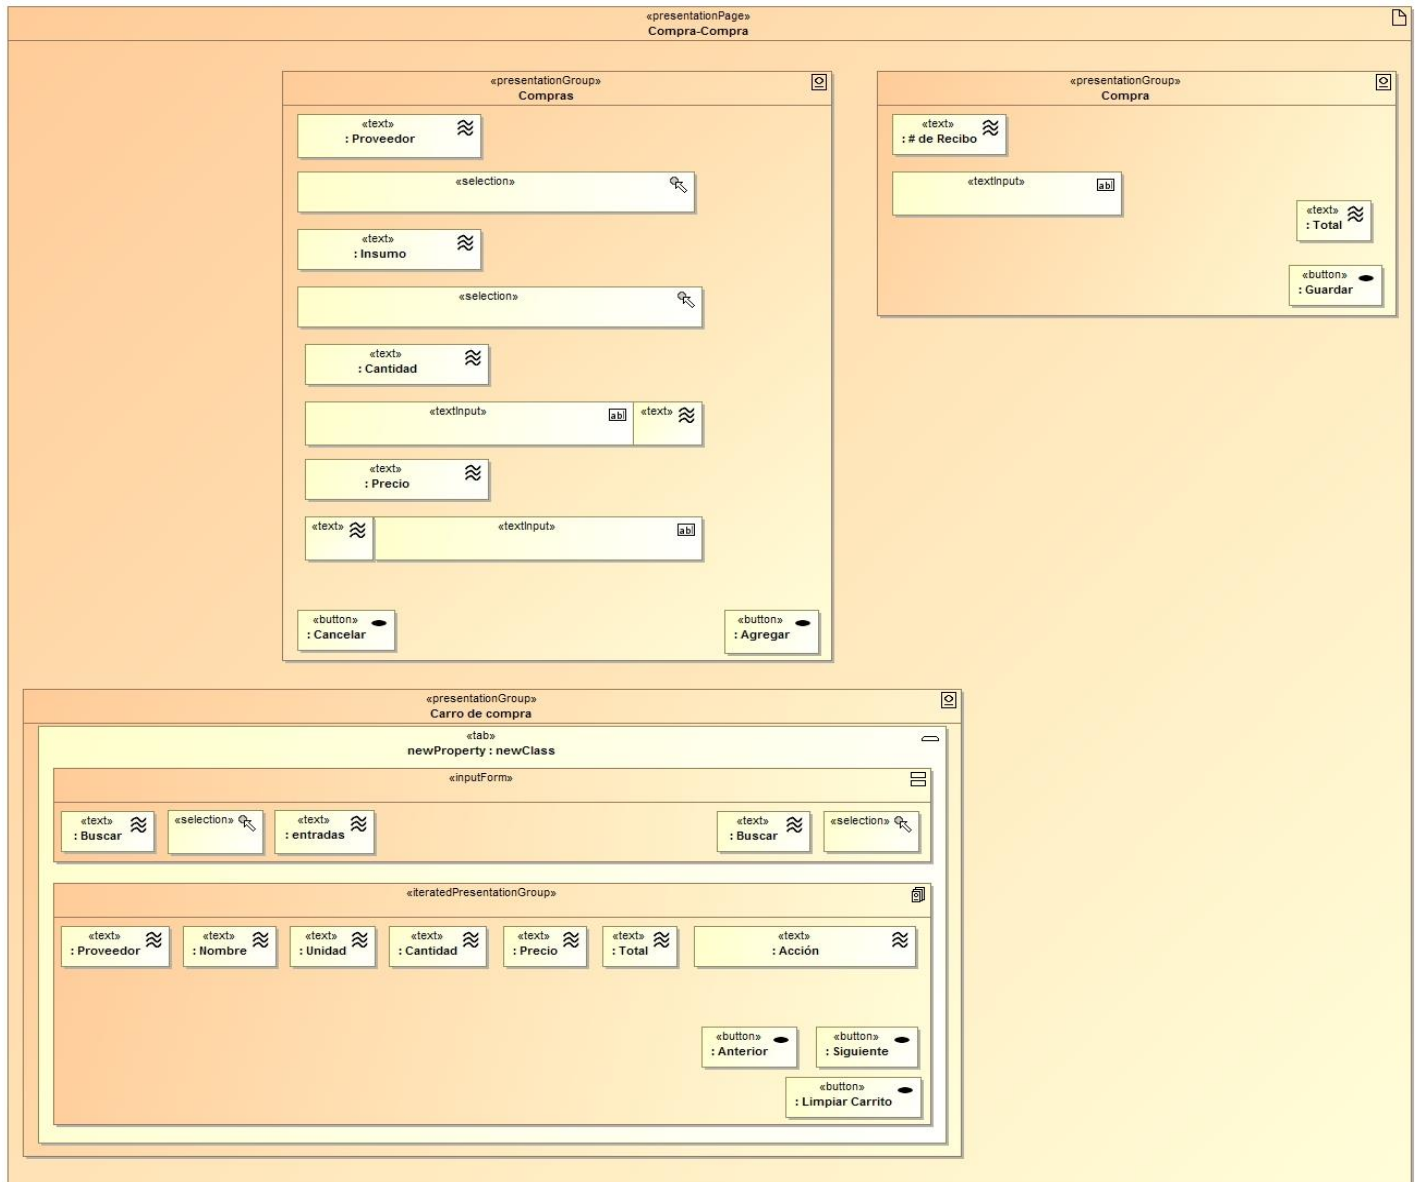 «presentationPage»
Compra-Compra
«presentationGroup»
Compras
«text»
: Proveedor
«selection»
«text»
: Insumo
«selection»
«text»
: Cantidad
«textInput»
ab
«text»
«text»
: Precio
«text»
«textInput»
ab
«button»
: Cancelar
«button»
: Agregar
«presentationGroup»
Compra
«text»
: # de Recibo
«textInput»
ab
«text»
: Total
«button»
: Guardar
«presentationGroup»
Carro de compra
«tab»
newProperty : newClass
«inputForm»
«text»
: Buscar
«selection»
«text»
: entradas
«text»
: Buscar
«selection»
«iteratedPresentationGroup»
«text»
: Proveedor
«text»
: Nombre
«text»
: Unidad
«text»
: Cantidad
«text»
: Precio
«text»
: Total
«text»
: Acción
«button»
: Anterior
«button»
: Siguiente
«button»
: Limpiar Carrito